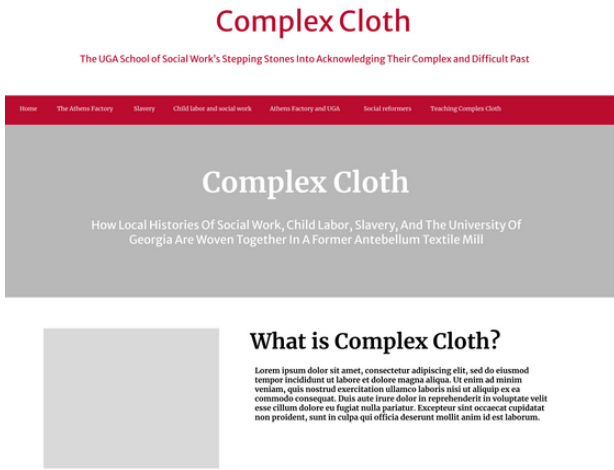 Complex Cloth
The UGA School of Social Work's Stepping Stones Into Acknowledging Their Complex and Difficult Past
Home The Athens Factory Slavery Child labor and social work Athens Factory and UGA Social reformers Teaching Complex Cloth
Complex Cloth
How Local Histories Of Social Work, Child Labor, Slavery, And The University Of
Georgia Are Woven Together In A Former Antebellum Textile Mill
What is Complex Cloth?
Lorem ipsum dolor sit amet, consectetur adipiscing elit, sed do eiusmod
tempor incididunt ut labore et dolore magna aliqua. Ut enim ad minim
veniam, quis nostrud exercitation ullamco laboris nisi ut aliquip ex ea
commodo consequat. Duis aute irure dolor in reprehenderit in voluptate velit
esse cillum dolore eu fugiat nulla pariatur. Excepteur sint occaecat cupidatat
non proident, sunt in culpa qui officia deserunt mollit anim id est laborum.